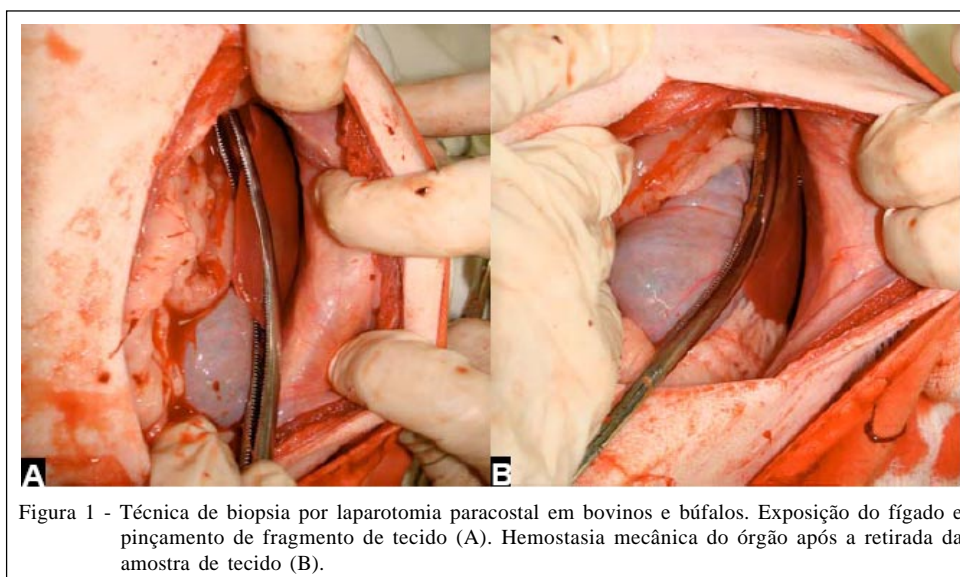 A
B
Figura 1 - Técnica de biopsia por laparotomia paracostal em bovinos e búfalos. Exposição do fígado e
pinçamento de fragmento de tecido (A). Hemostasia mecânica do órgão após a retirada da
amostra de tecido (B).